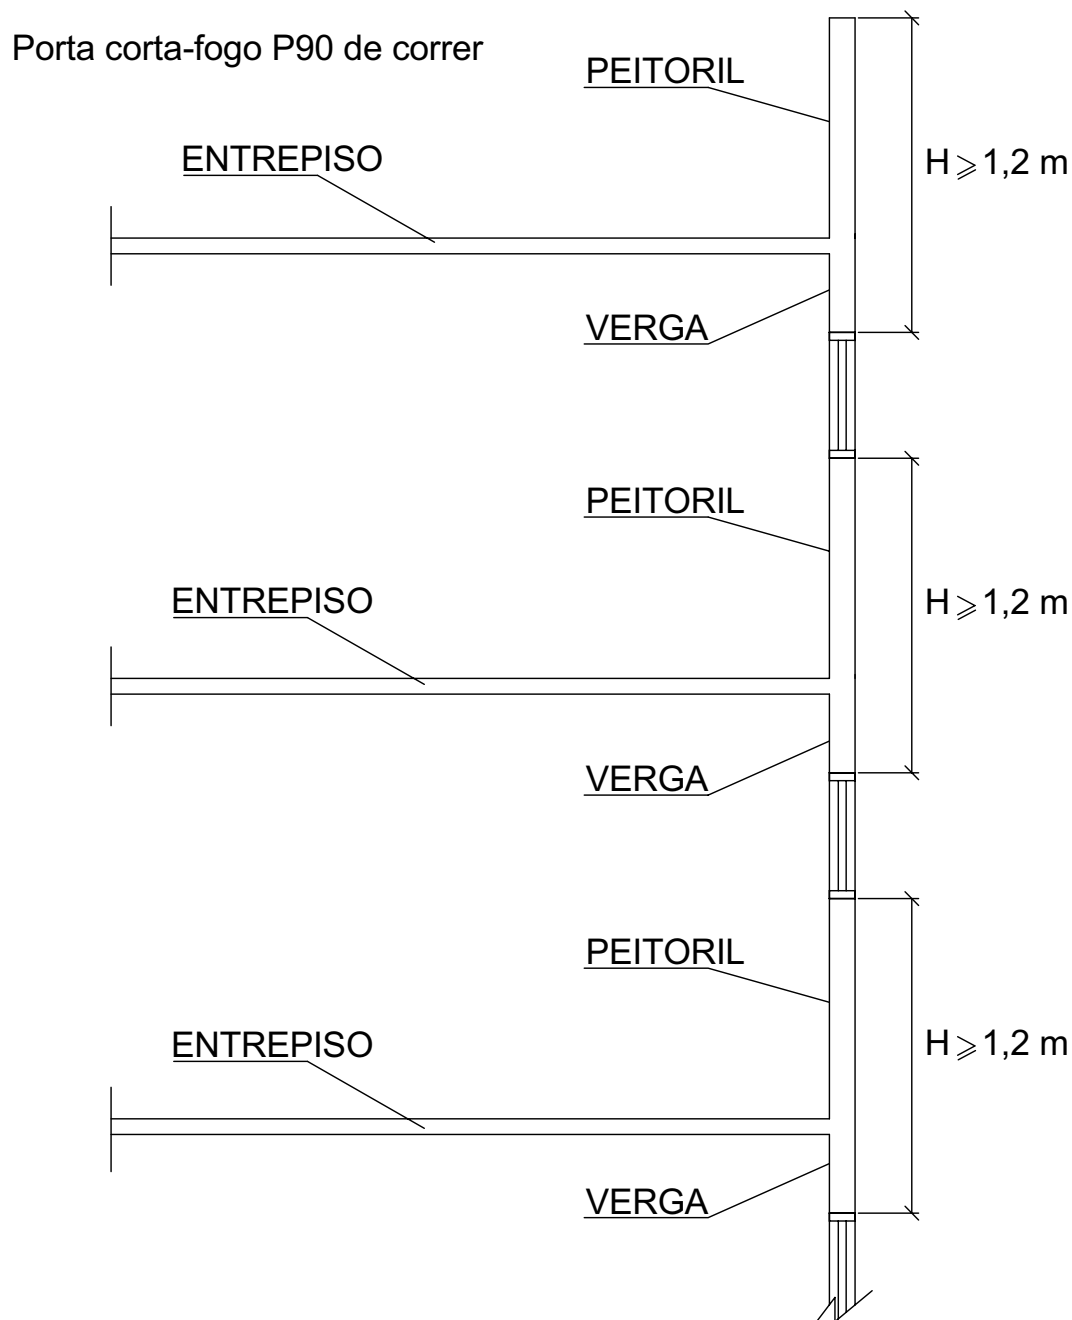 Porta corta-fogo P90 de correr
PEITORIL
ENTREPISO
H ⩾ 1,2 m
VERGA
PEITORIL
ENTREPISO
H ⩾ 1,2 m
VERGA
PEITORIL
ENTREPISO
H ⩾ 1,2 m
VERGA